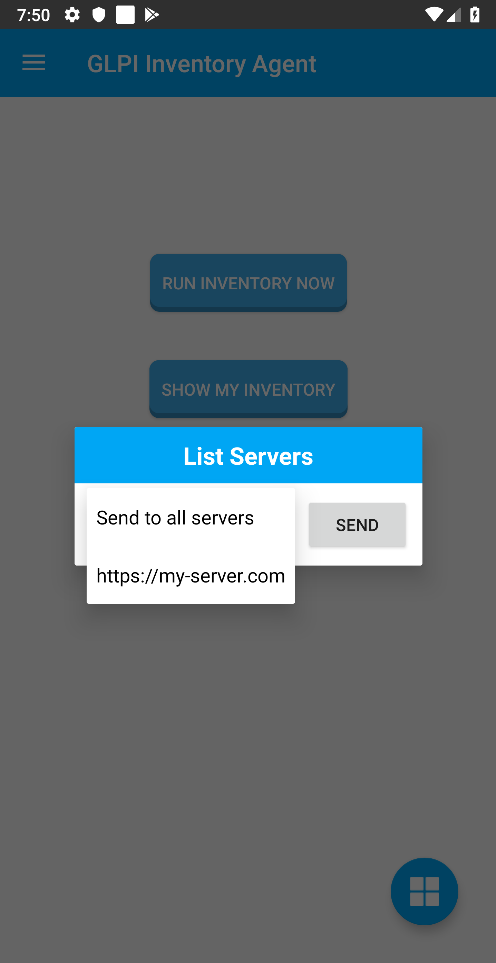 7:50
GLPI Inventory Agent
RUN INVENTORY NOW
SHOW MY INVENTORY
List Servers
Send to all servers
SEND
https://my-server.com